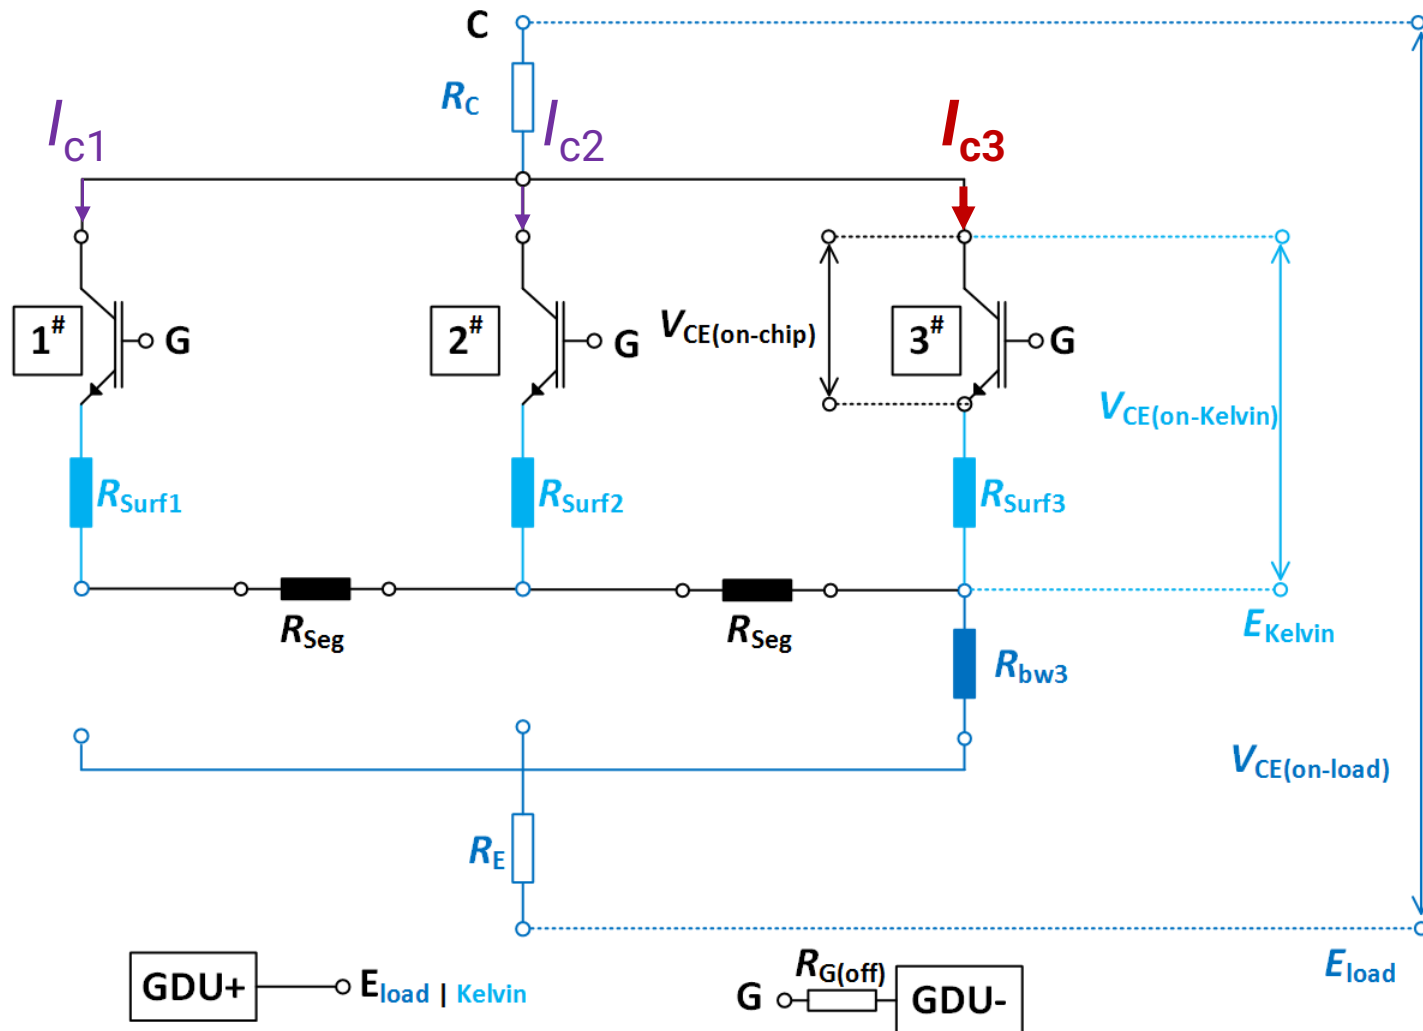 C
RC
Ic1
Ic2
Ic3
1#
G
2#
G
VCE(on-chip)
3#
G
VCE(on-Kelvin)
RSurf1
RSurf2
RSurf3
RSeg
RSeg
EKelvin
Rbw3
VCE(on-load)
RE
Eload
GDU+
Eload | Kelvin
G
RG(off)
GDU-